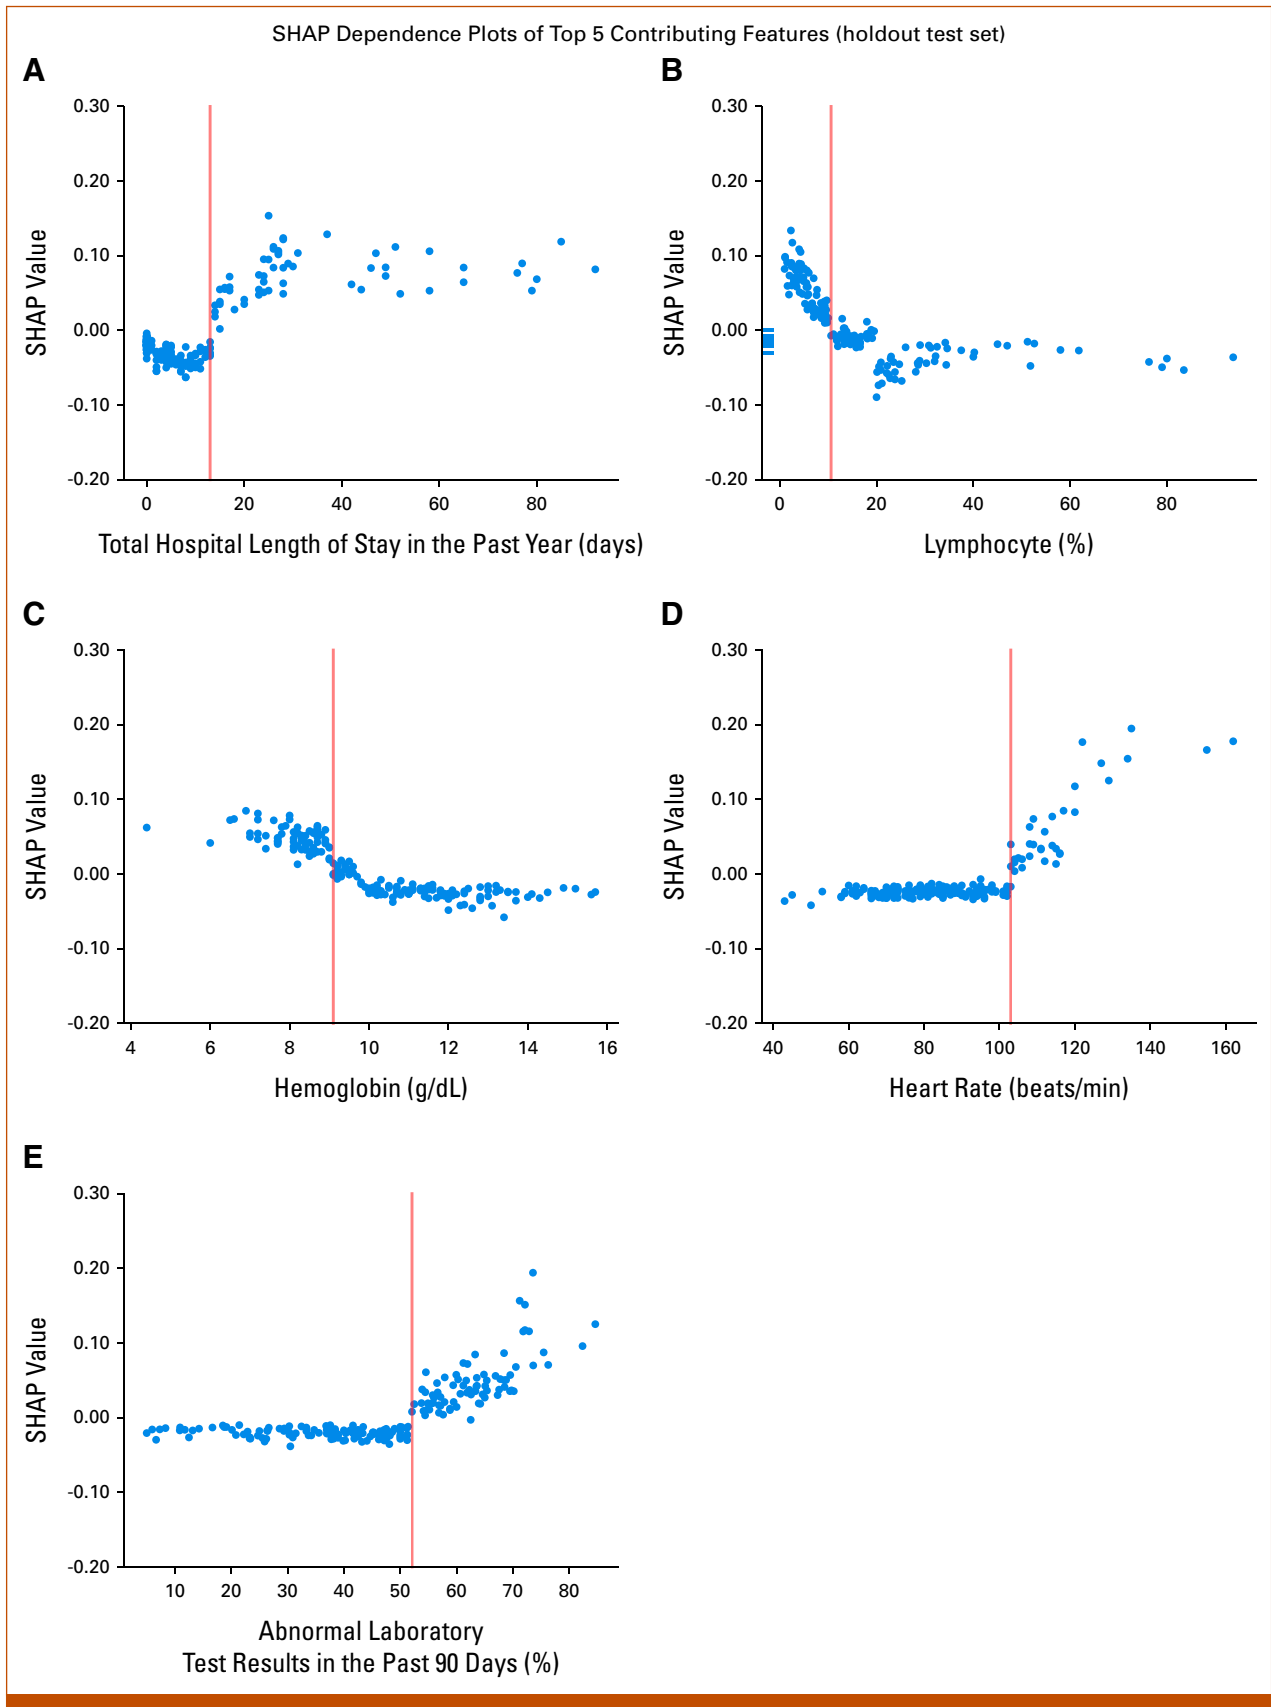 SHAP Dependence Plots of Top 5 Contributing Features (holdout test set)
A
0.30
0.20
0.10
0.00
-0.10
-0.20
SHAP Value
0 20 40 60 80
Total Hospital Length of Stay in the Past Year (days)
B
0.30
0.20
0.10
0.00
-0.10
-0.20
SHAP Value
0 20 40 60 80
Lymphocyte (%)
C
0.30
0.20
0.10
0.00
-0.10
-0.20
SHAP Value
4 6 8 10 12 14 16
Hemoglobin (g/dL)
D
0.30
0.20
0.10
0.00
-0.10
-0.20
SHAP Value
40 60 80 100 120 140 160
Heart Rate (beats/min)
E
0.30
0.20
0.10
0.00
-0.10
-0.20
SHAP Value
10 20 30 40 50 60 70 80
Abnormal Laboratory
Test Results in the Past 90 Days (%)